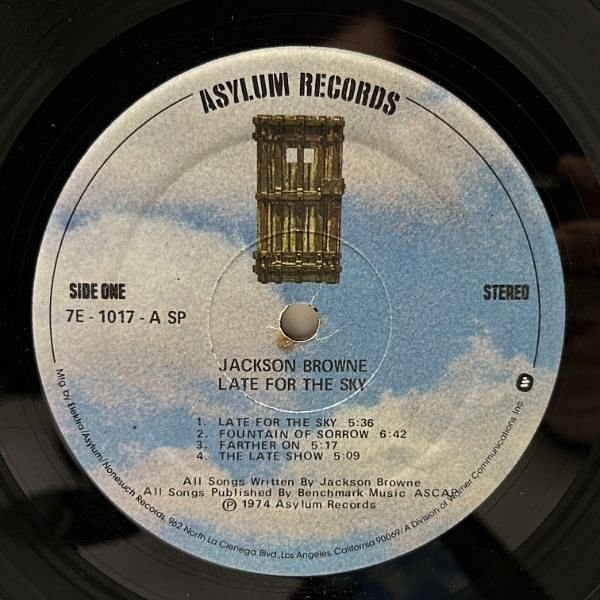 ASYLUM RECORDS
SIDE ONE
7E - 1017 - A SP
STEREO
JACKSON BROWNE
LATE FOR THE SKY
1. LATE FOR THE SKY 5:36
2. FOUNTAIN OF SORROW 6:42
3. FARTHER ON 5:17
4. THE LATE SHOW 5:09
All Songs Written By Jackson Browne
All Songs Published By Benchmark Music ASCAP
Ⓟ 1974 Asylum Records
Mfg. by Elektra/Asylum/Nonesuch Records, 962 North La Cienega Blvd., Los Angeles, California 90069/A Division of Warner Communications Inc.